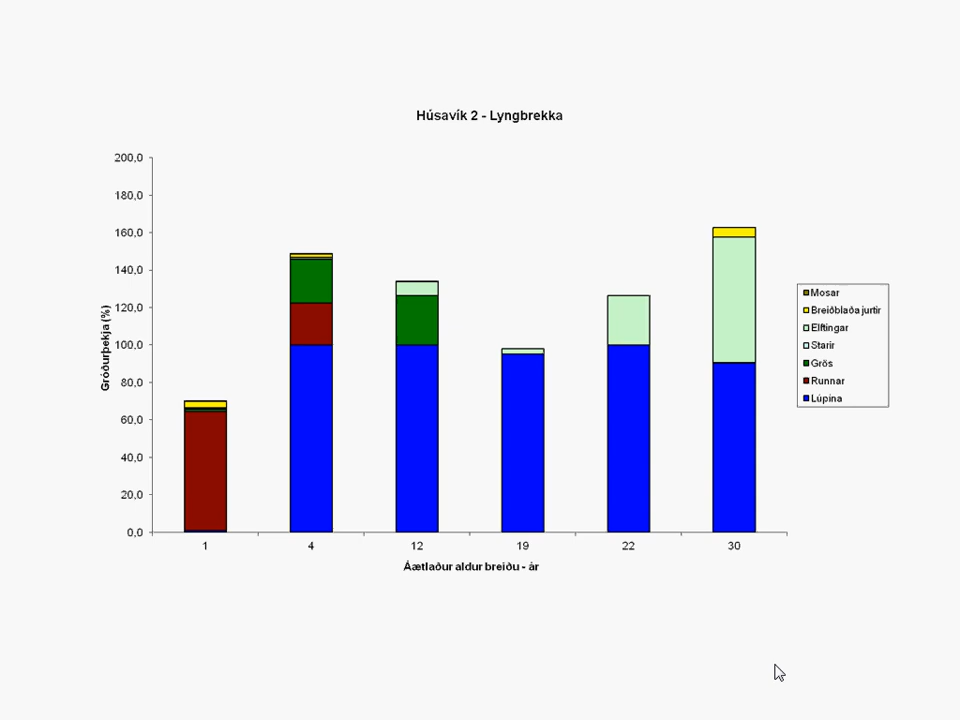 Húsavík 2 - Lyngbrekka
200,0
180,0
160,0
140,0
120,0
100,0
80,0
60,0
40,0
20,0
0,0
Gróðurþekja (%)
1 4 12 19 22 30
Áætlaður aldur breiðu - ár
Mosar
Breiðblaða jurtir
Elftingar
Starir
Grös
Runnar
Lúpína